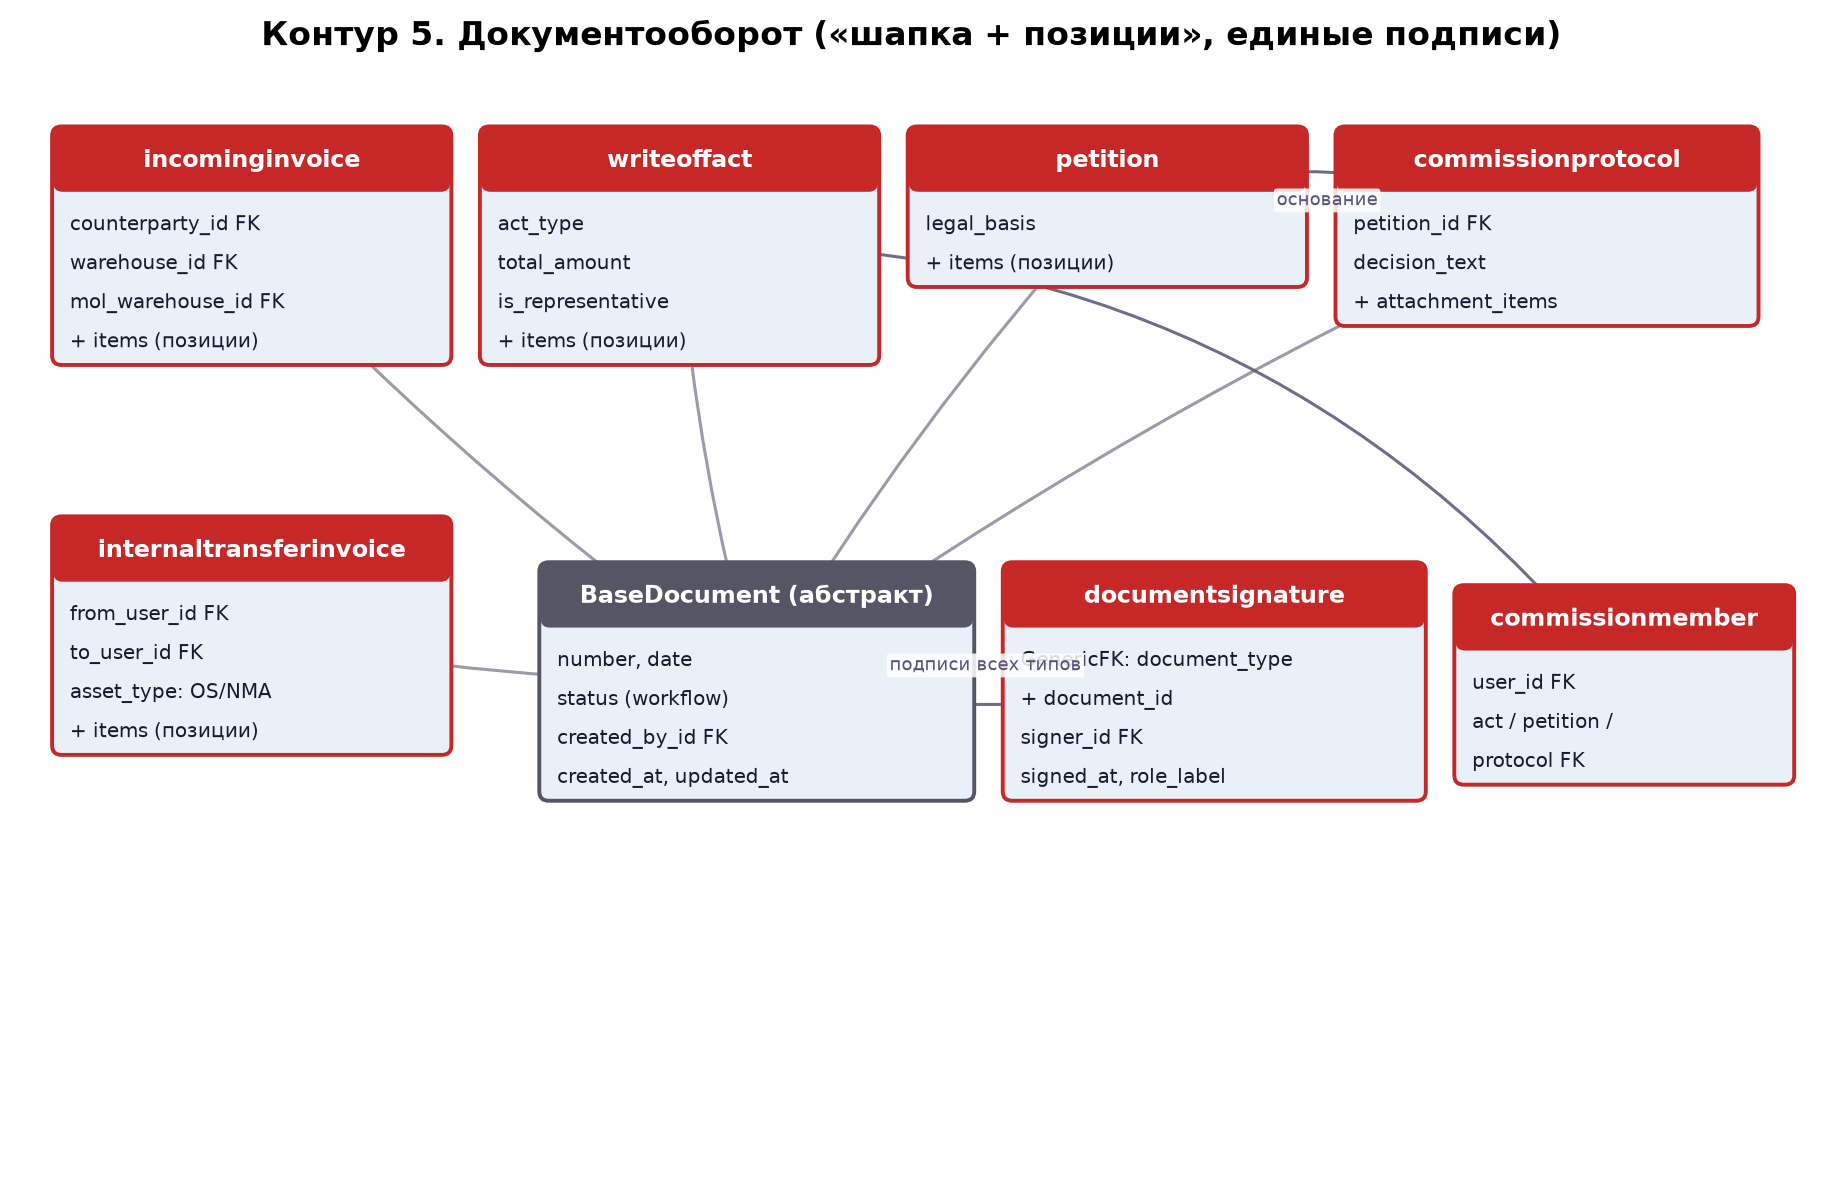 Контур 5. Документооборот («шапка + позиции», единые подписи)
incominginvoice
counterparty_id FK
warehouse_id FK
mol_warehouse_id FK
+ items (позиции)
writeoffact
act_type
total_amount
is_representative
+ items (позиции)
petition
legal_basis
+ items (позиции)
основание
commissionprotocol
petition_id FK
decision_text
+ attachment_items
internaltransferinvoice
from_user_id FK
to_user_id FK
asset_type: OS/NMA
+ items (позиции)
BaseDocument (абстракт)
number, date
status (workflow)
created_by_id FK
created_at, updated_at
подписи всех типов
documentsignature
GenericFK: document_type
+ document_id
signer_id FK
signed_at, role_label
commissionmember
user_id FK
act / petition /
protocol FK